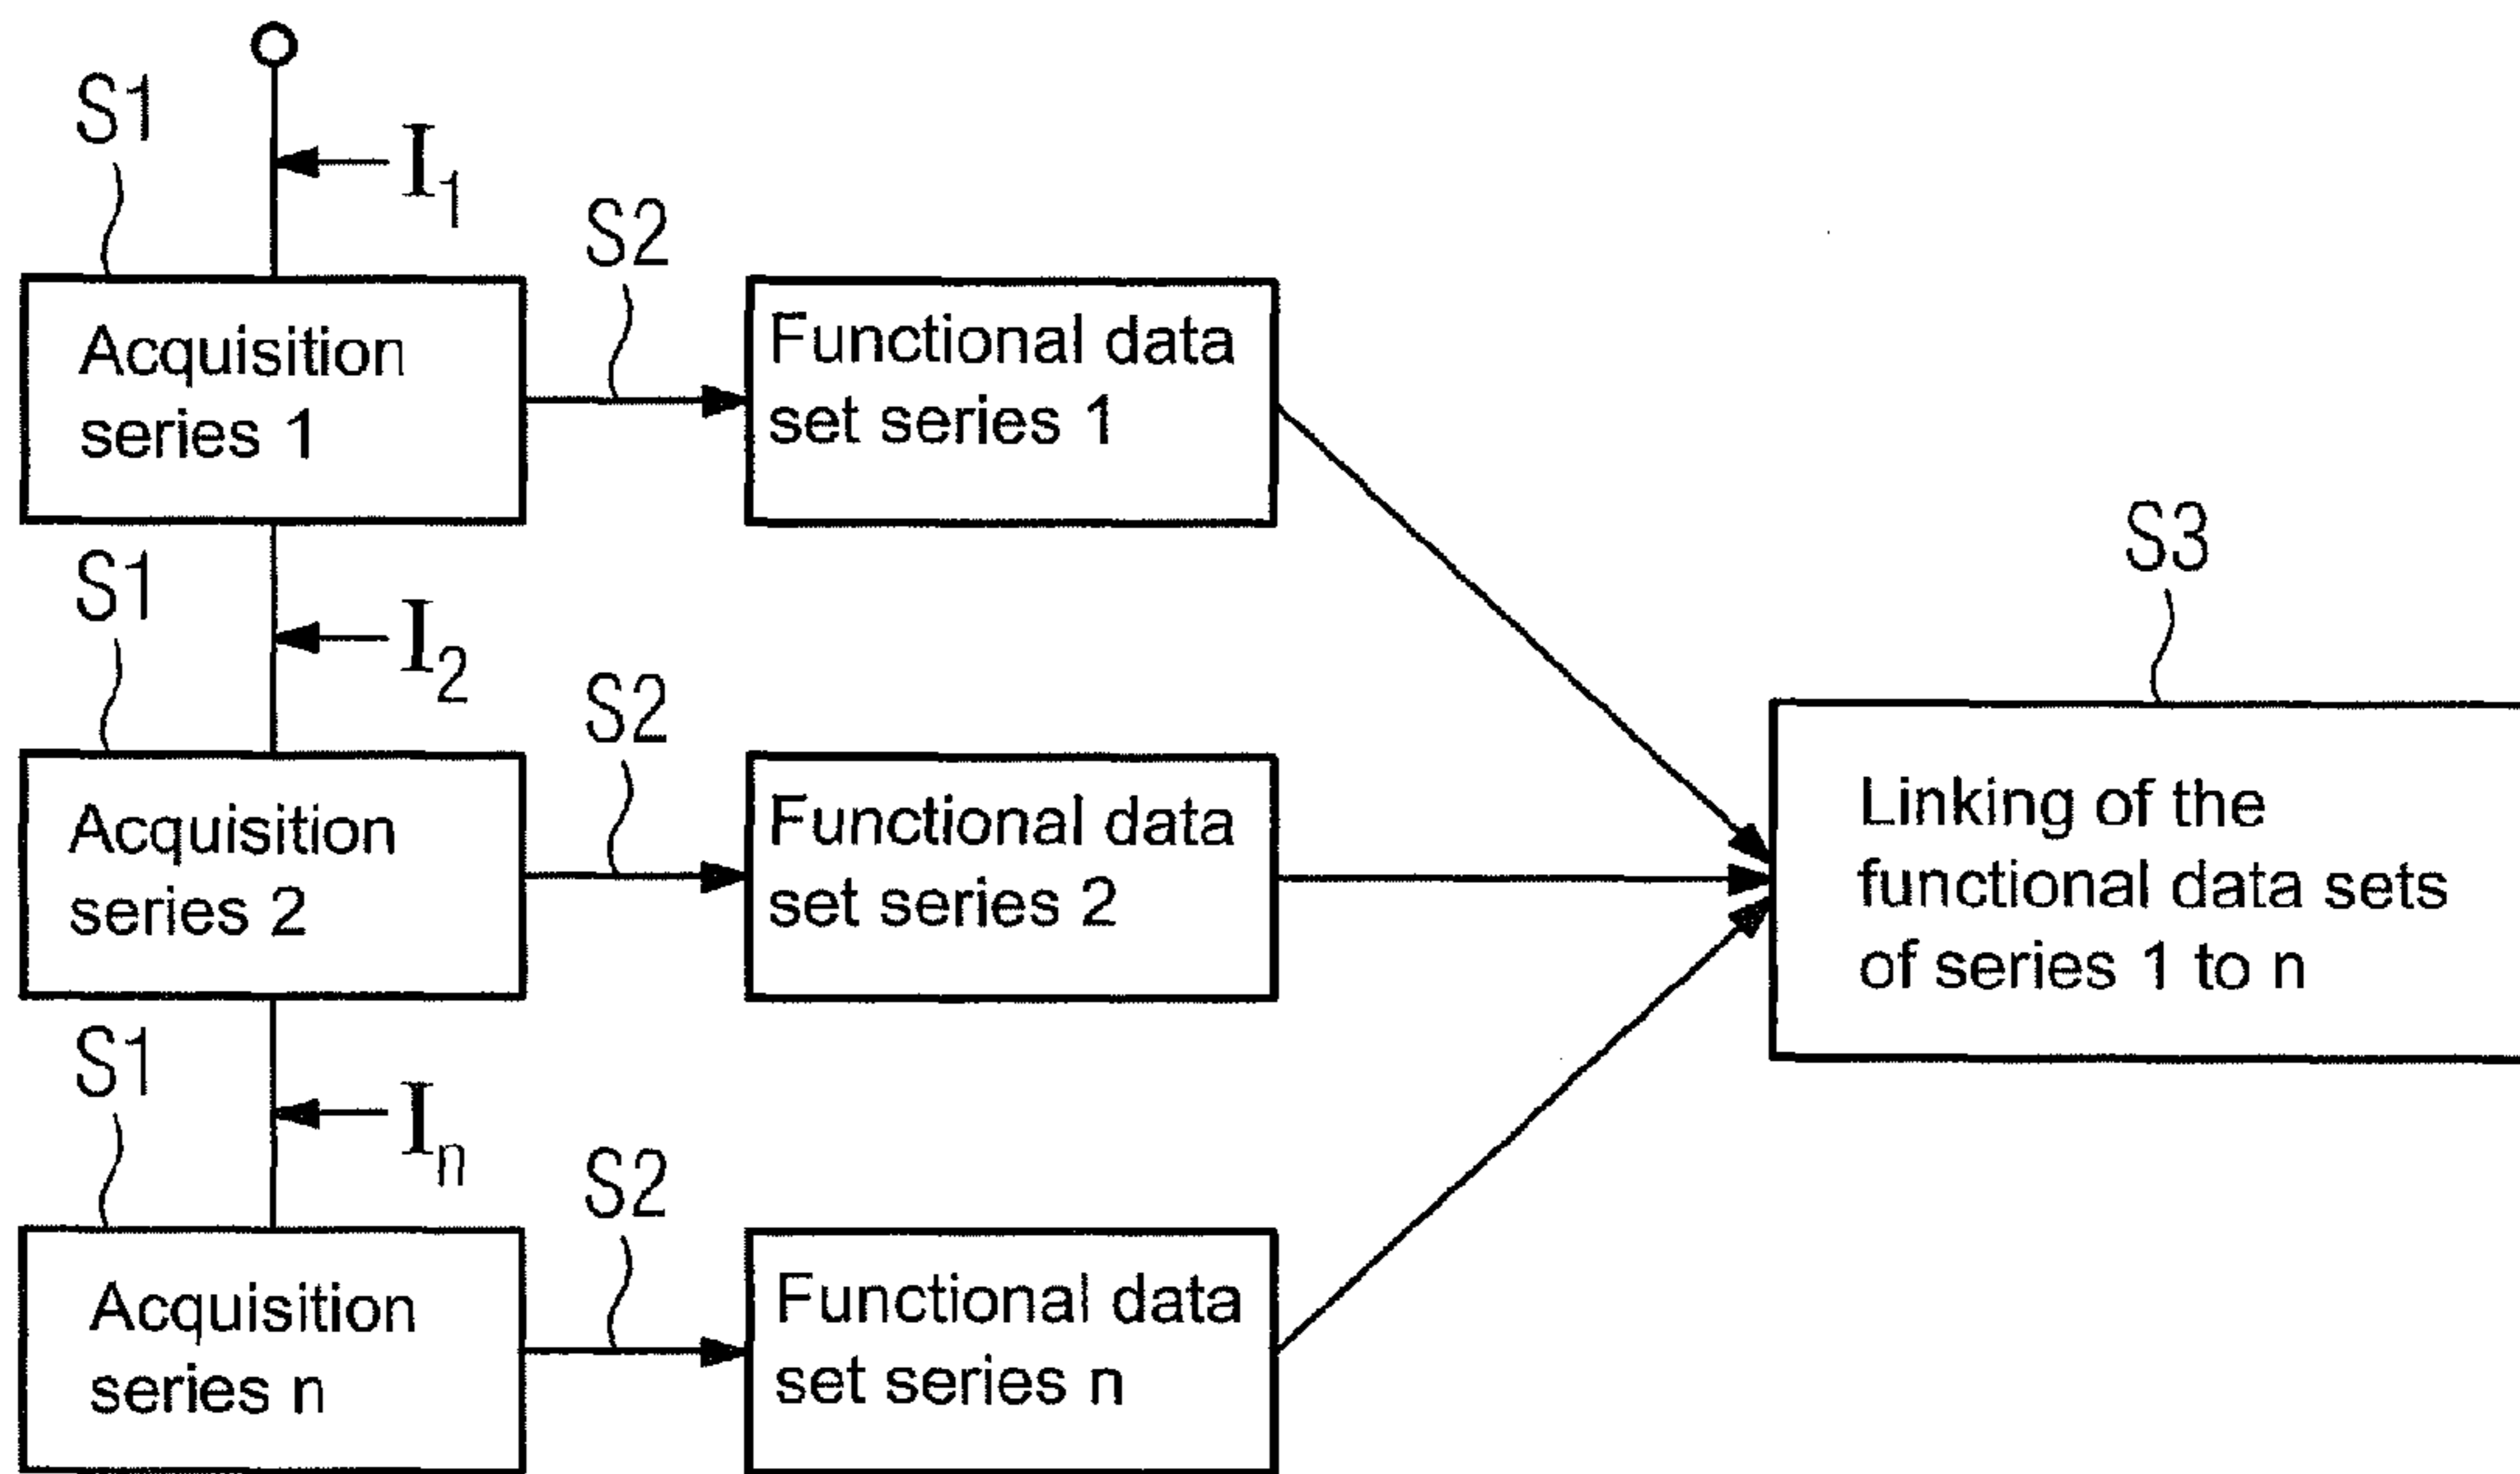 S1
I1
S2
Acquisition
series 1
Functional data
set series 1
S1
I2
S2
Acquisition
series 2
Functional data
set series 2
S3
Linking of the
functional data sets
of series 1 to n
S1
In
S2
Acquisition
series n
Functional data
set series n